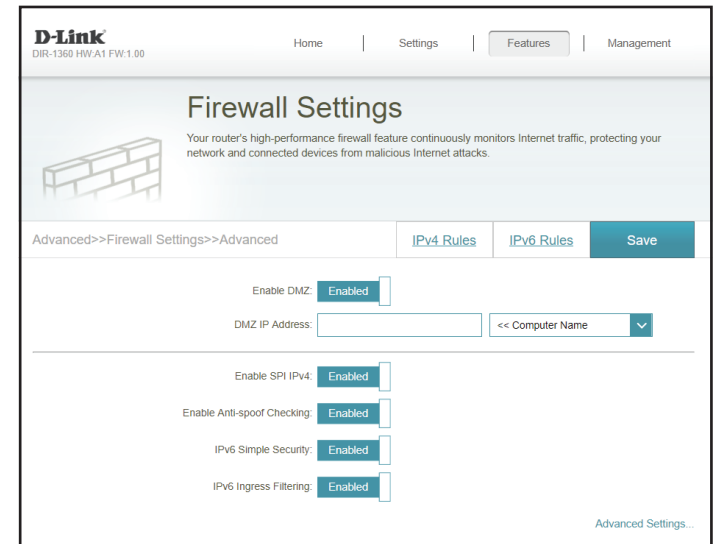 D-Link
DIR-1360 HW:A1 FW:1.00
Home
Settings
Features
Management
Firewall Settings
Your router's high-performance firewall feature continuously monitors Internet traffic, protecting your
network and connected devices from malicious Internet attacks.
Advanced>>Firewall Settings>>Advanced
IPv4 Rules
IPv6 Rules
Save
Enable DMZ: Enabled
DMZ IP Address: << Computer Name
Enable SPI IPv4: Enabled
Enable Anti-spoof Checking: Enabled
IPv6 Simple Security: Enabled
IPv6 Ingress Filtering: Enabled
Advanced Settings...